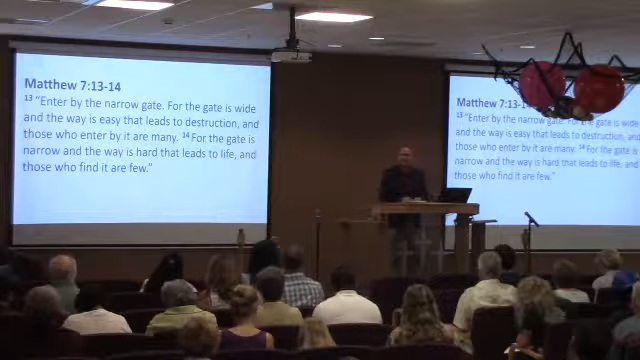 Matthew 7:13-14
13 "Enter by the narrow gate. For the gate is wide
and the way is easy that leads to destruction, and
those who enter by it are many. 14 For the gate is
narrow and the way is hard that leads to life, and
those who find it are few."
Matthew 7:13-1
13 "Enter by the narrow gate. For the gate is wide
and the way is easy that leads to destruction, and
those who enter by it are many. 14 For the gate is
narrow and the way is hard that leads to life, and
those who find it are few."